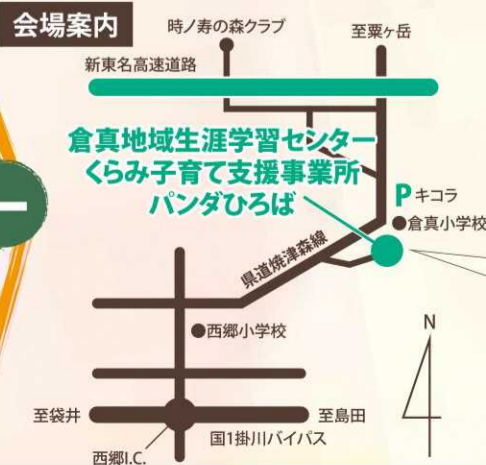 会場案内
時ノ寿の森クラブ
至粟ヶ岳
新東名高速道路
倉真地域生涯学習センター
くらみ子育て支援事業所
パンダひろば
P キコラ
●倉真小学校
県道焼津森線
●西郷小学校
N
至袋井
至島田
国1掛川バイパス
西郷I.C.